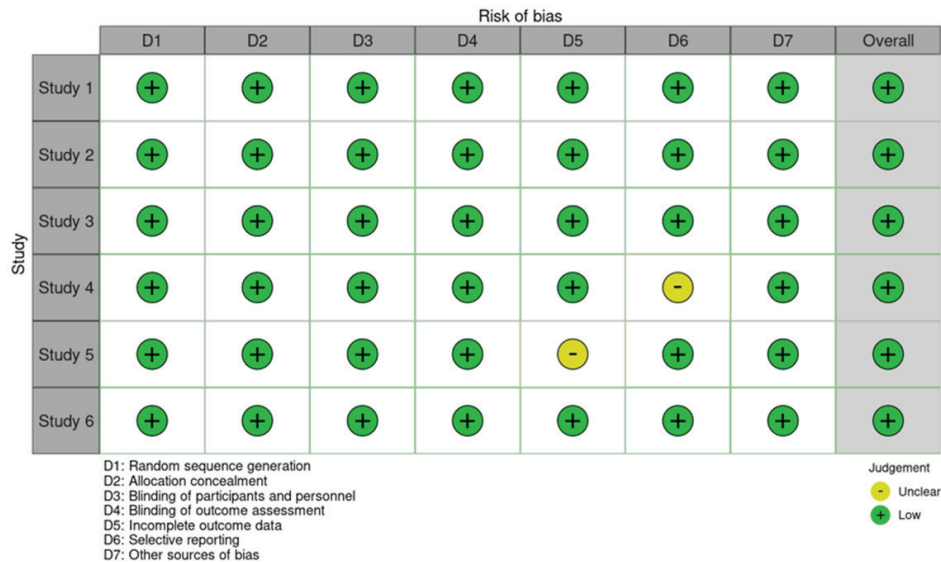 Risk of bias
D1 D2 D3 D4 D5 D6 D7 Overall
Study
Study 1 + + + + + + + +
Study 2 + + + + + + + +
Study 3 + + + + + + + +
Study 4 + + + + + - + +
Study 5 + + + + - + + +
Study 6 + + + + + + + +
D1: Random sequence generation
D2: Allocation concealment
D3: Blinding of participants and personnel
D4: Blinding of outcome assessment
D5: Incomplete outcome data
D6: Selective reporting
D7: Other sources of bias
Judgement
- Unclear
+ Low